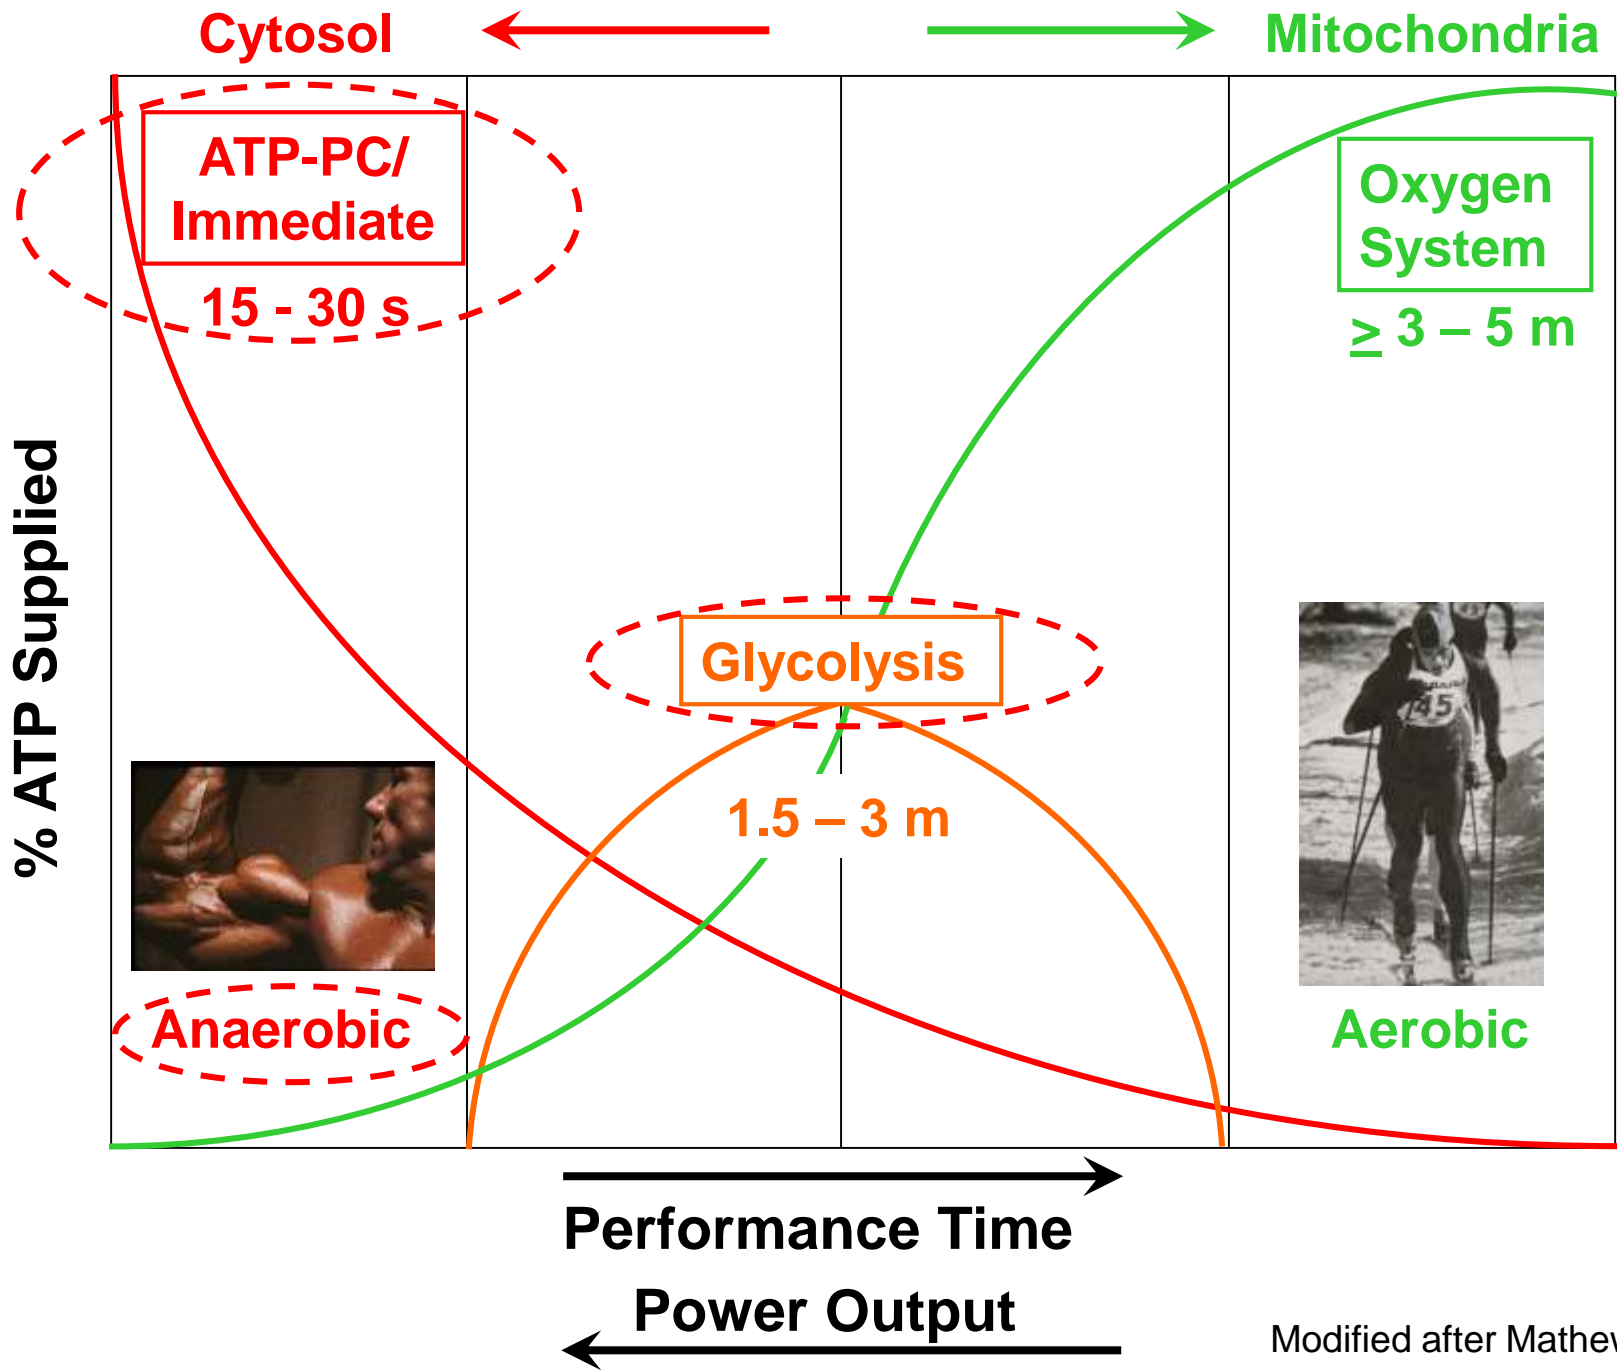 Cytosol
Mitochondria
ATP-PC/
Immediate
15 - 30 s
Oxygen
System
≥ 3 – 5 m
% ATP Supplied
Glycolysis
1.5 – 3 m
45
Anaerobic
Aerobic
Performance Time
Power Output
Modified after